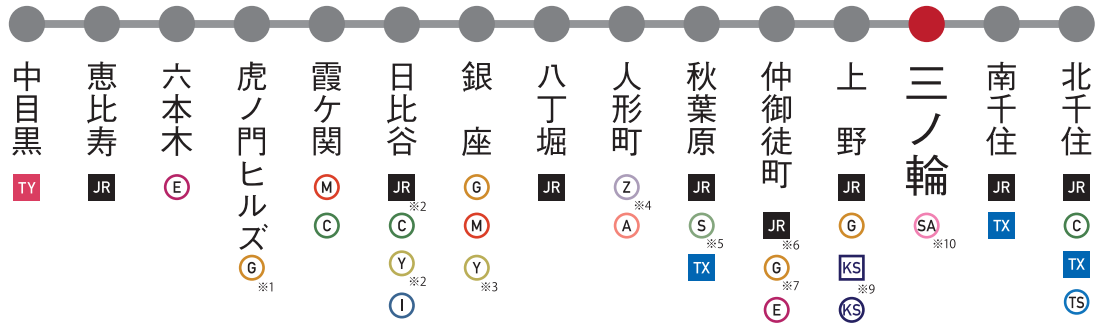 中目黒
TY
恵比寿
JR
六本木
E
虎ノ門ヒルズ
G
※1
霞ケ関
M
C
日比谷
JR
※2
C
Y
※2
I
銀座
G
M
Y
※3
八丁堀
JR
人形町
Z
※4
A
秋葉原
JR
S
※5
TX
仲御徒町
JR
※6
G
※7
E
上野
JR
G
KS
※9
KS
三ノ輪
SA
※10
南千住
JR
TX
北千住
JR
C
TX
TS